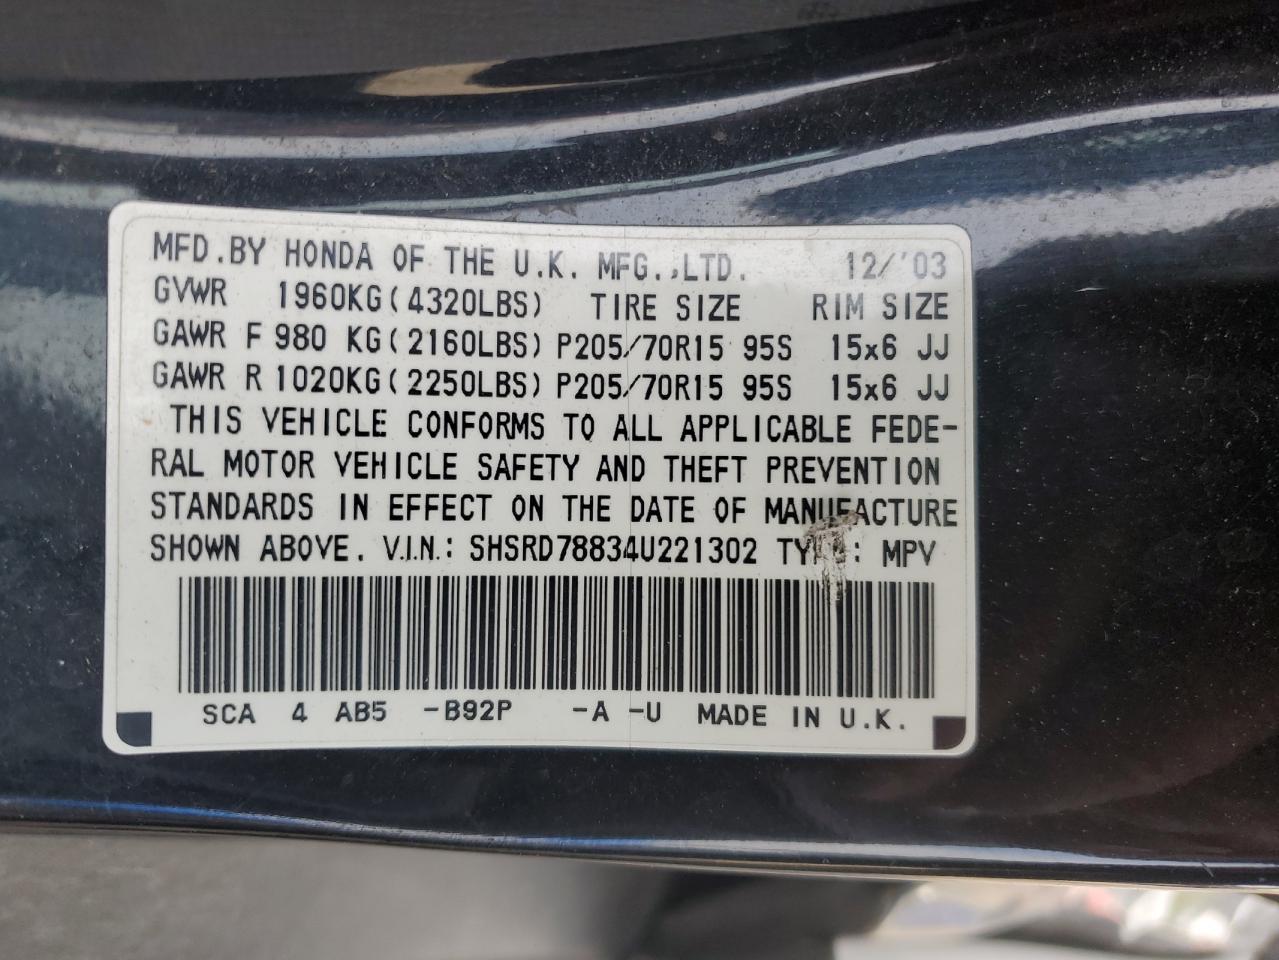 MFD.BY HONDA OF THE U.K. MFG.,LTD. 12/'03
GVWR 1960KG(4320LBS) TIRE SIZE RIM SIZE
GAWR F 980 KG(2160LBS) P205/70R15 95S 15x6 JJ
GAWR R 1020KG(2250LBS) P205/70R15 95S 15x6 JJ
THIS VEHICLE CONFORMS TO ALL APPLICABLE FEDE-
RAL MOTOR VEHICLE SAFETY AND THEFT PREVENTION
STANDARDS IN EFFECT ON THE DATE OF MANUFACTURE
SHOWN ABOVE. V.I.N.: SHSRD78834U221302 TYPE: MPV
SCA 4 AB5 -B92P -A -U MADE IN U.K.